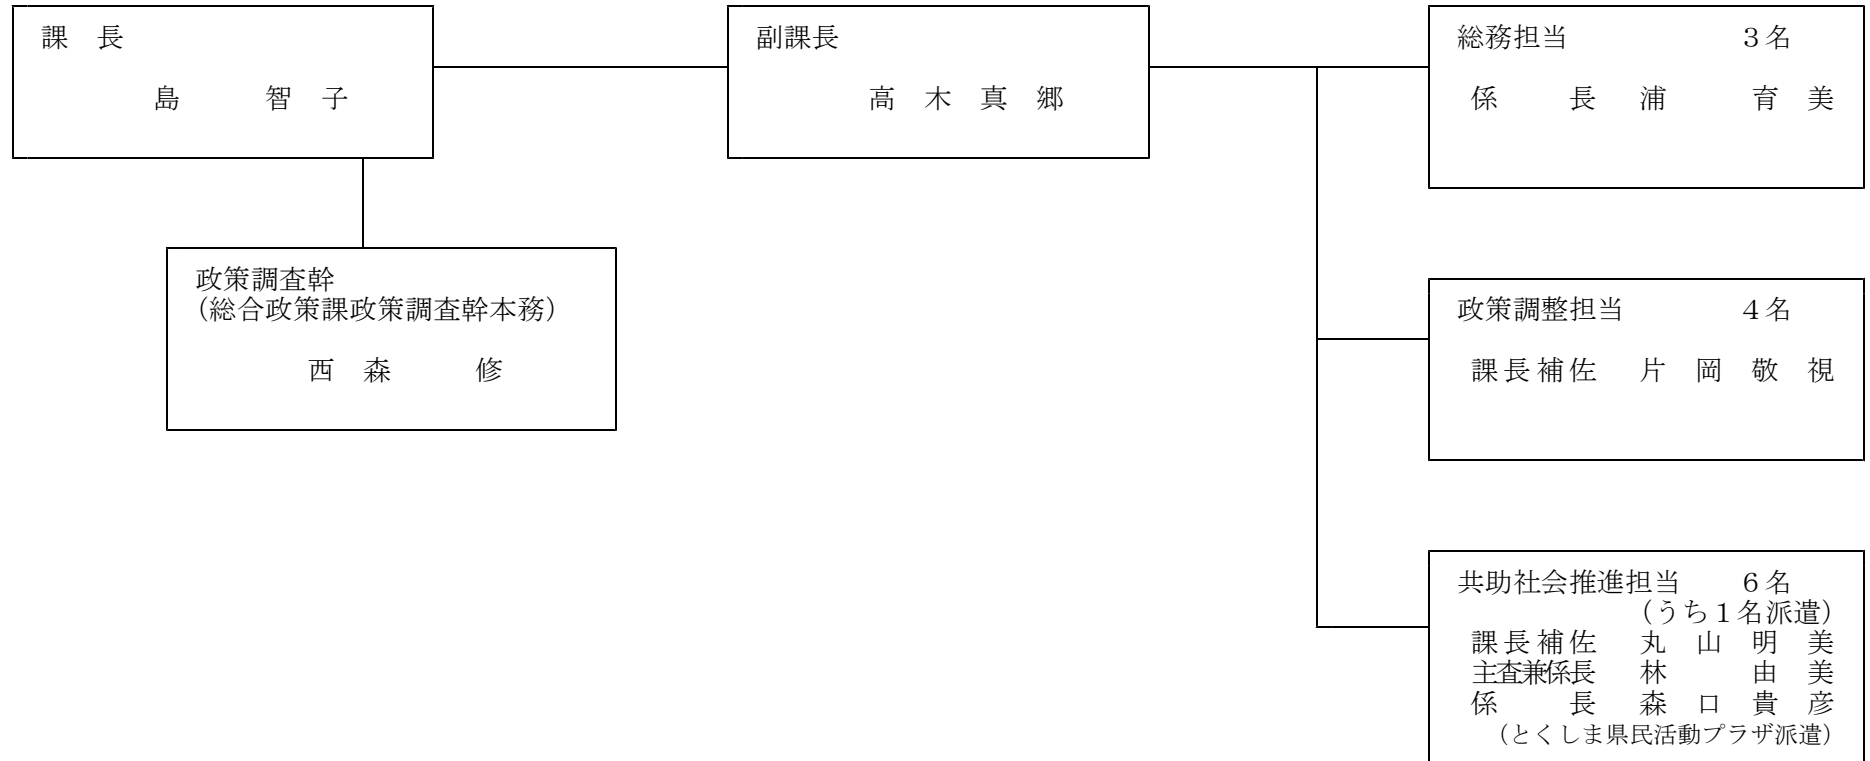 課　長
島　　智　子
副課長
高　木　真　郷
政策調査幹
（総合政策課政策調査幹本務）
西　森　　修
総務担当　　　３名
係　　長　浦　　育　美
政策調整担当　　　４名
課長補佐　片　岡　敬　視
共助社会推進担当　　６名
（うち１名派遣）
課長補佐　丸　山　明　美
主査兼係長　林　　由　美
係　　長　森　口　貴　彦
（とくしま県民活動プラザ派遣）